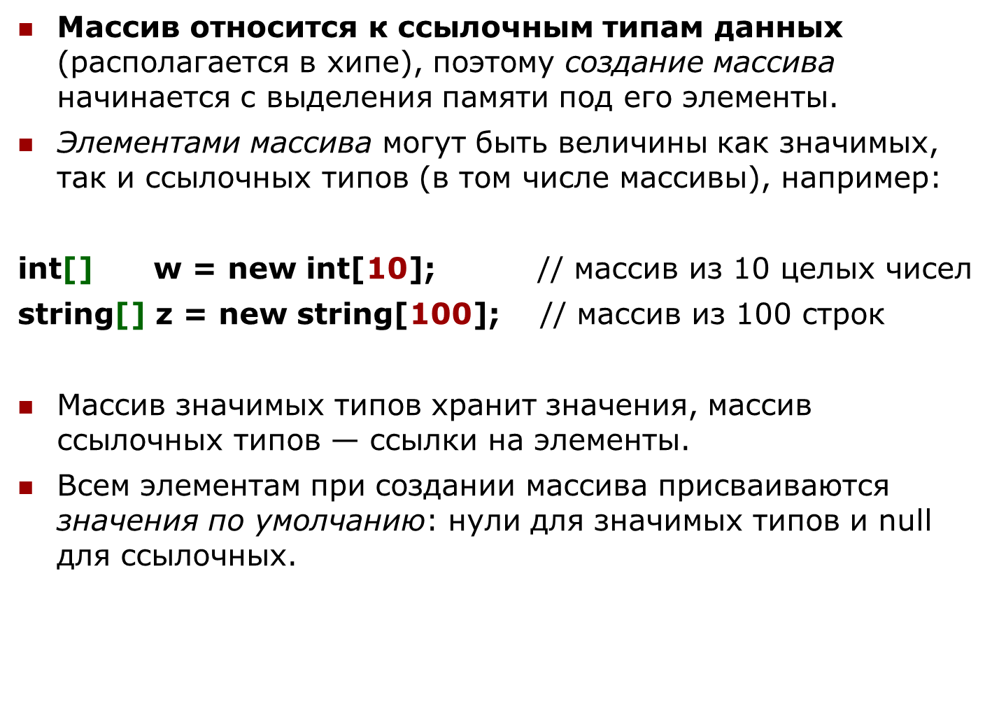 Массив относится к ссылочным типам данных
(располагается в хипе), поэтому создание массива
начинается с выделения памяти под его элементы.
Элементами массива могут быть величины как значимых,
так и ссылочных типов (в том числе массивы), например:
int[] w = new int[10]; // массив из 10 целых чисел
string[] z = new string[100]; // массив из 100 строк
Массив значимых типов хранит значения, массив
ссылочных типов — ссылки на элементы.
Всем элементам при создании массива присваиваются
значения по умолчанию: нули для значимых типов и null
для ссылочных.